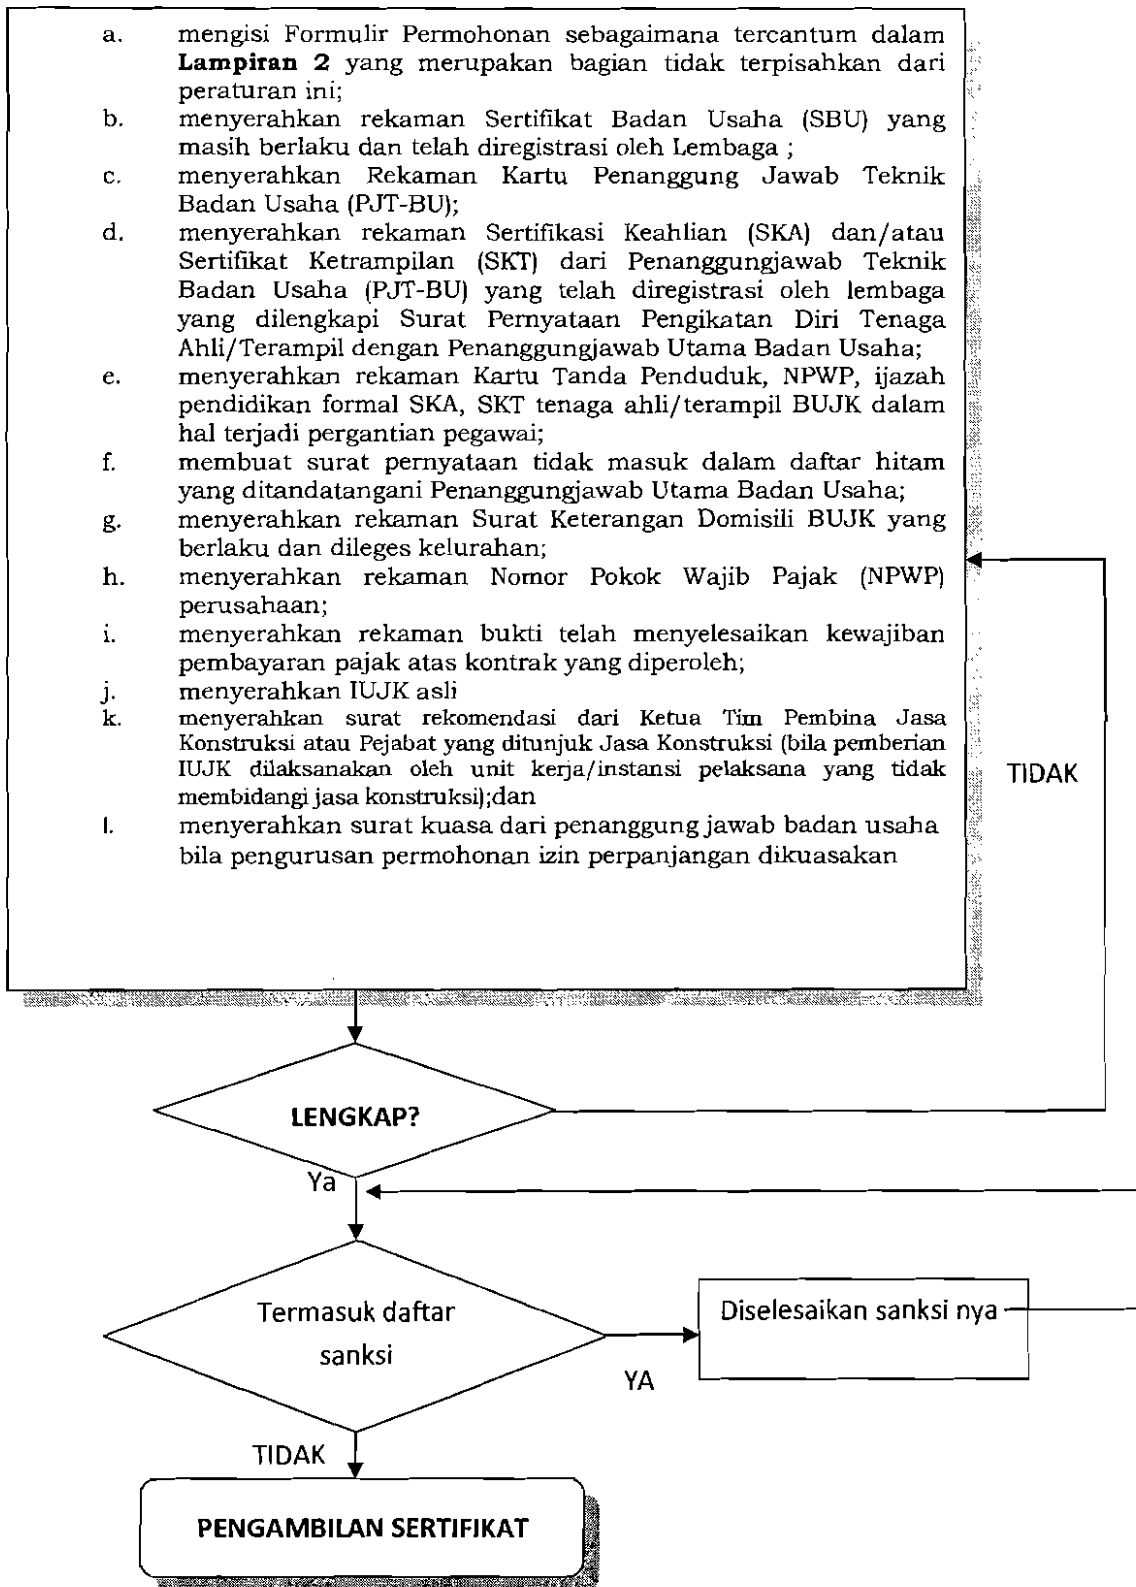 a. mengisi Formulir Permohonan sebagaimana tercantum dalam
Lampiran 2 yang merupakan bagian tidak terpisahkan dari
peraturan ini;
b. menyerahkan rekaman Sertifikat Badan Usaha (SBU) yang
masih berlaku dan telah diregistrasi oleh Lembaga ;
c. menyerahkan Rekaman Kartu Penanggung Jawab Teknik
Badan Usaha (PJT-BU);
d. menyerahkan rekaman Sertifikasi Keahlian (SKA) dan/atau
Sertifikat Ketrampilan (SKT) dari Penanggungjawab Teknik
Badan Usaha (PJT-BU) yang telah diregistrasi oleh lembaga
yang dilengkapi Surat Pernyataan Pengikatan Diri Tenaga
Ahli/Terampil dengan Penanggungjawab Utama Badan Usaha;
e. menyerahkan rekaman Kartu Tanda Penduduk, NPWP, ijazah
pendidikan formal SKA, SKT tenaga ahli/terampil BUJK dalam
hal terjadi pergantian pegawai;
f. membuat surat pernyataan tidak masuk dalam daftar hitam
yang ditandatangani Penanggungjawab Utama Badan Usaha;
g. menyerahkan rekaman Surat Keterangan Domisili BUJK yang
berlaku dan dileges kelurahan;
h. menyerahkan rekaman Nomor Pokok Wajib Pajak (NPWP)
perusahaan;
i. menyerahkan rekaman bukti telah menyelesaikan kewajiban
pembayaran pajak atas kontrak yang diperoleh;
j. menyerahkan IUJK asli
k. menyerahkan surat rekomendasi dari Ketua Tim Pembina Jasa
Konstruksi atau Pejabat yang ditunjuk Jasa Konstruksi (bila pemberian
IUJK dilaksanakan oleh unit kerja/instansi pelaksana yang tidak
membidangi jasa konstruksi);dan
l. menyerahkan surat kuasa dari penanggung jawab badan usaha
bila pengurusan permohonan izin perpanjangan dikuasakan
TIDAK
LENGKAP?
Ya
Termasuk daftar
sanksi
YA
Diselesaikan sanksi nya
TIDAK
PENGAMBILAN SERTIFIKAT